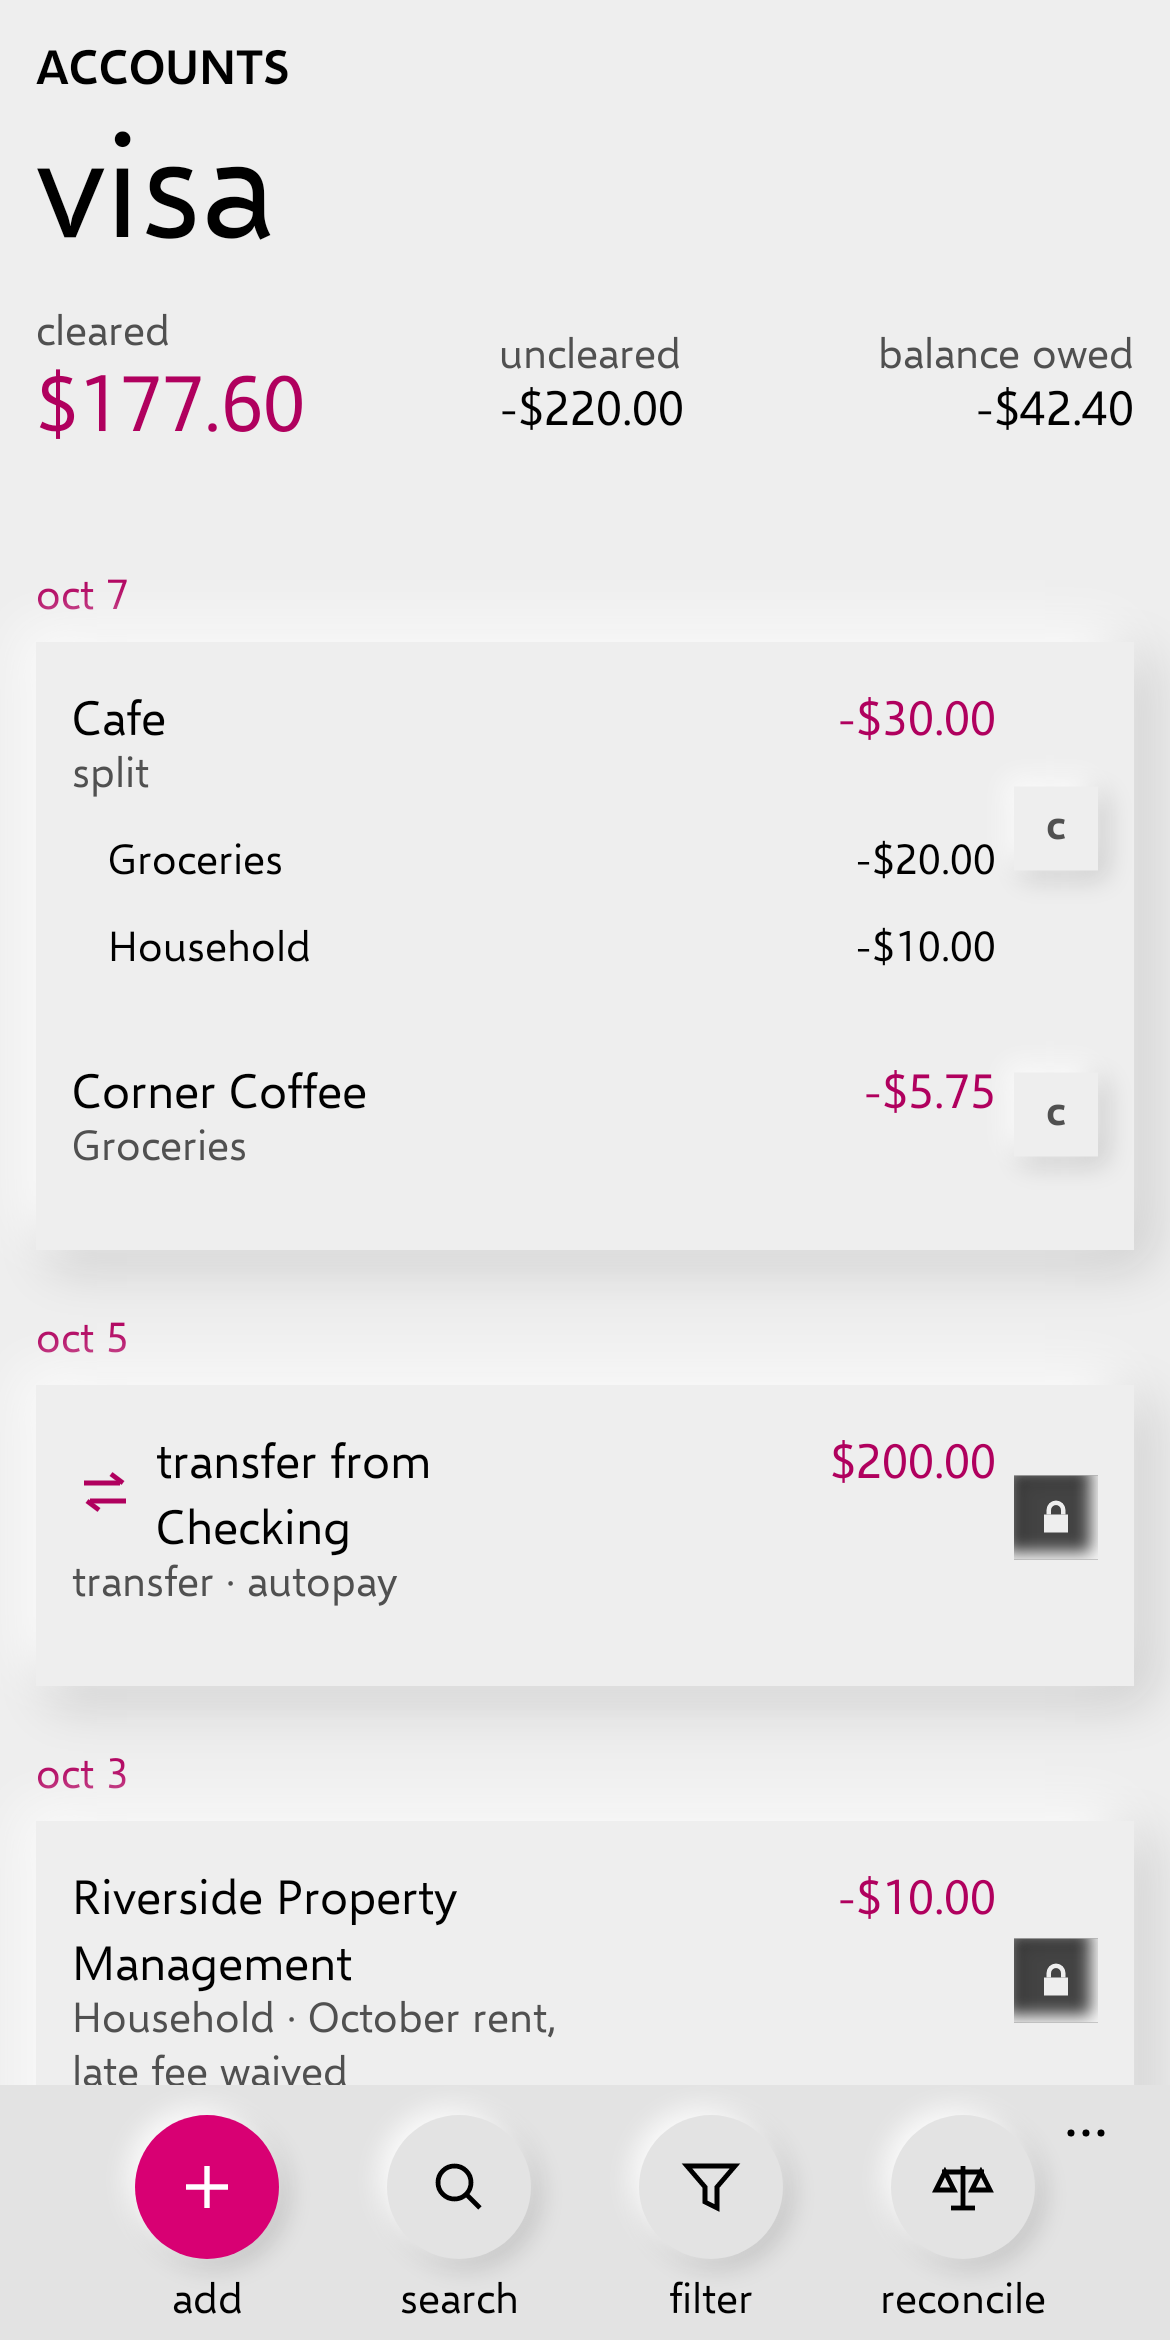 ACCOUNTS
visa
cleared
$177.60
uncleared
-$220.00
balance owed
-$42.40
oct 7
Cafe
-$30.00
split
c
Groceries
-$20.00
Household
-$10.00
Corner Coffee
-$5.75
c
Groceries
oct 5
transfer from
Checking
$200.00
transfer · autopay
oct 3
Riverside Property
Management
-$10.00
Household · October rent,
late fee waived
add
search
filter
reconcile